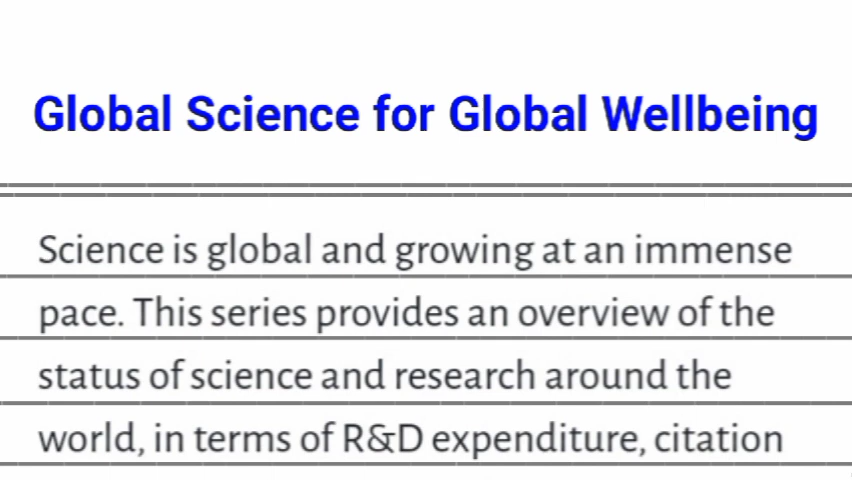 Global Science for Global Wellbeing
Science is global and growing at an immense
pace. This series provides an overview of the
status of science and research around the
world, in terms of R&D expenditure, citation